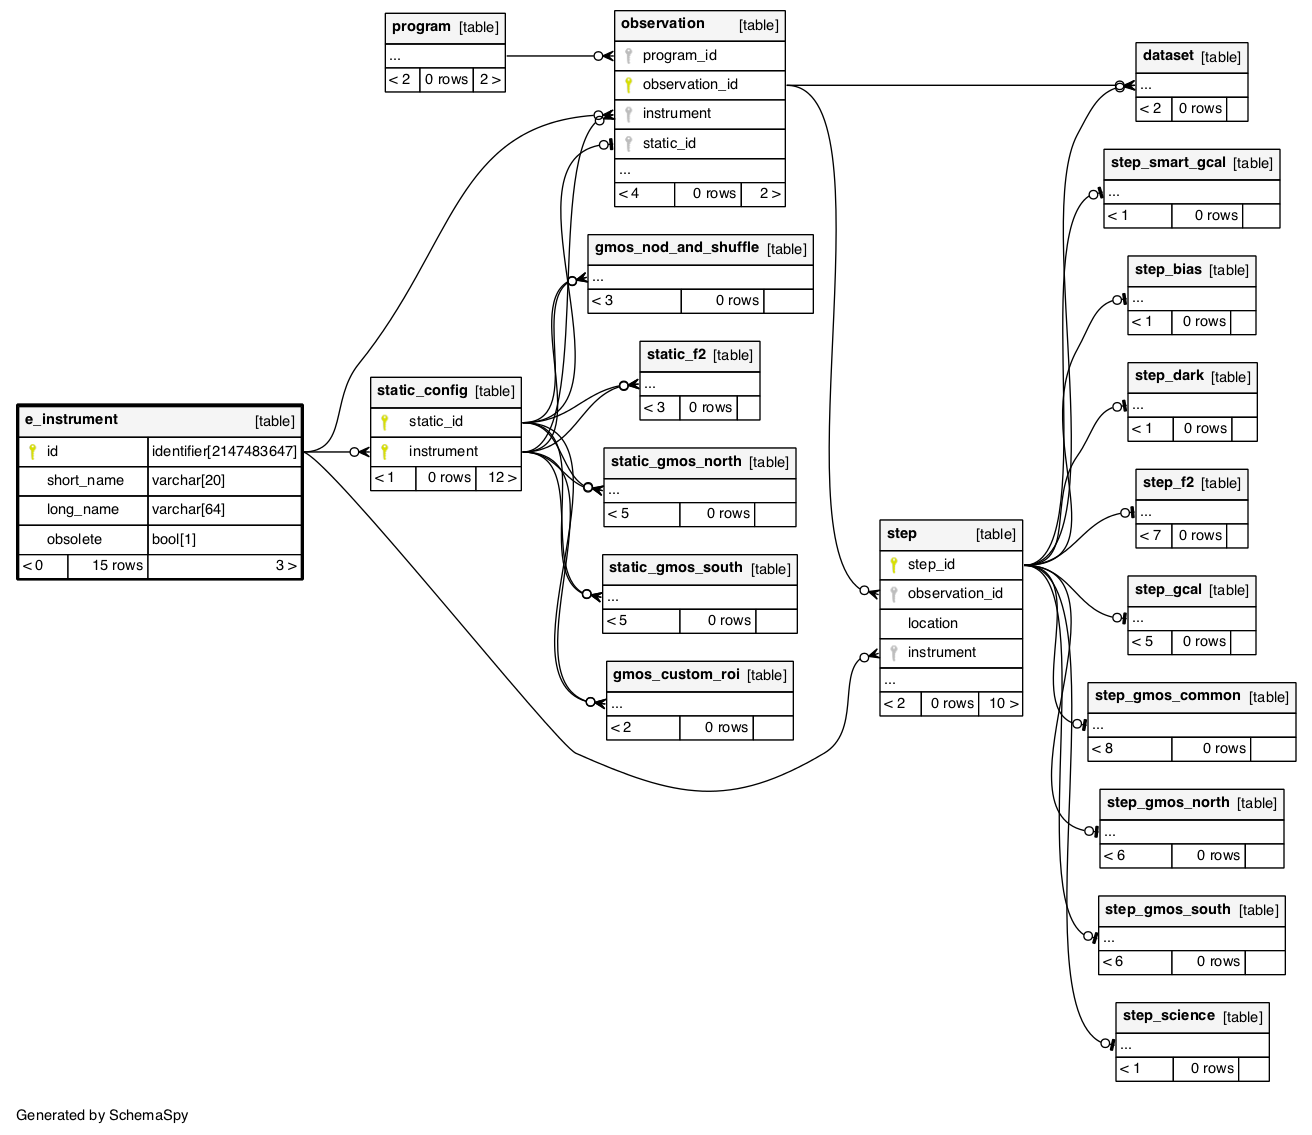 program [table]
...
< 2 0 rows 2 >
observation [table]
program_id
observation_id
instrument
static_id
...
< 4 0 rows 2 >
dataset [table]
...
< 2 0 rows
step_smart_gcal [table]
...
< 1 0 rows
gmos_nod_and_shuffle [table]
...
< 3 0 rows
step_bias [table]
...
< 1 0 rows
static_f2 [table]
...
< 3 0 rows
step_dark [table]
...
< 1 0 rows
static_config [table]
static_id
instrument
< 1 0 rows 12 >
e_instrument [table]
id identifier[2147483647]
short_name varchar[20]
long_name varchar[64]
obsolete bool[1]
< 0 15 rows 3 >
static_gmos_north [table]
...
< 5 0 rows
step_f2 [table]
...
< 7 0 rows
step [table]
step_id
observation_id
location
instrument
...
< 2 0 rows 10 >
static_gmos_south [table]
...
< 5 0 rows
step_gcal [table]
...
< 5 0 rows
gmos_custom_roi [table]
...
< 2 0 rows
step_gmos_common [table]
...
< 8 0 rows
step_gmos_north [table]
...
< 6 0 rows
step_gmos_south [table]
...
< 6 0 rows
step_science [table]
...
< 1 0 rows
Generated by SchemaSpy